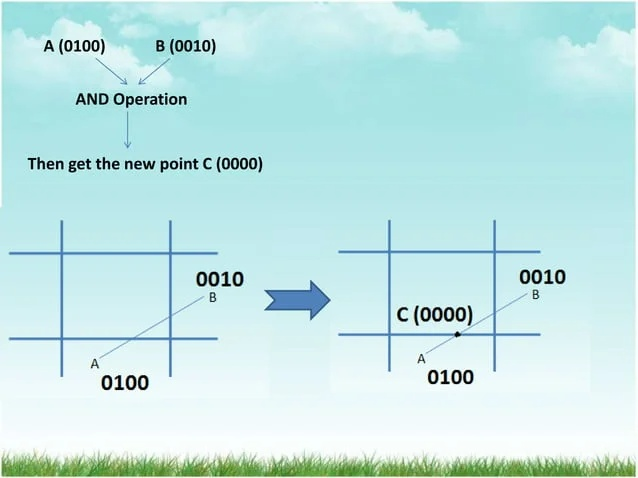 A (0100) B (0010)
AND Operation
Then get the new point C (0000)
0010
B
A
0100
0010
B
C (0000)
A
0100